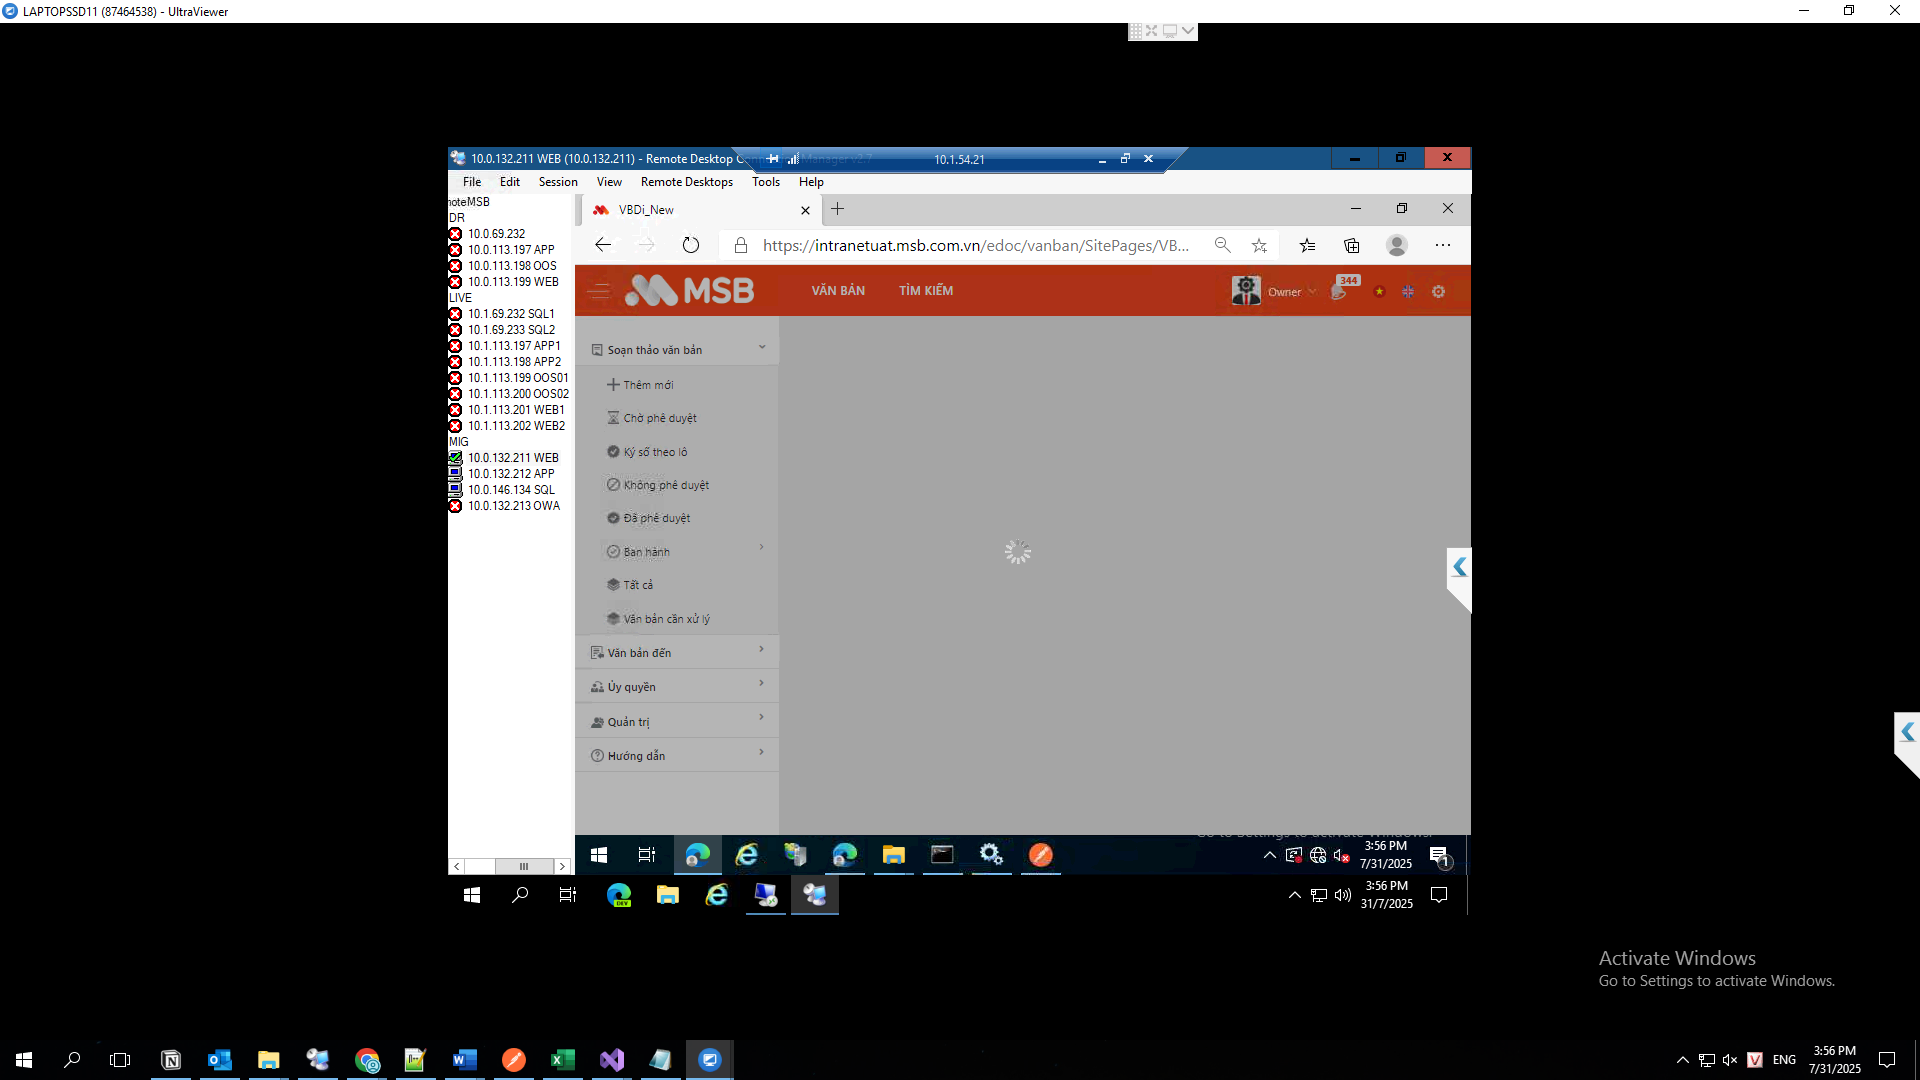 LAPTOPSSD11 (87464538) - UltraViewer
10.0.132.211 WEB (10.0.132.211) - Remote Desktop
10.1.54.21
File Edit Session View Remote Desktops Tools Help
noteMSB
DR
10.0.69.232
10.0.113.197 APP
10.0.113.198 OOS
10.0.113.199 WEB
LIVE
10.1.69.232 SQL1
10.1.69.233 SQL2
10.1.113.197 APP1
10.1.113.198 APP2
10.1.113.199 OOS01
10.1.113.200 OOS02
10.1.113.201 WEB1
10.1.113.202 WEB2
MIG
10.0.132.211 WEB
10.0.132.212 APP
10.0.146.134 SQL
10.0.132.213 OWA
VBDi_New
https://intranetuat.msb.com.vn/edoc/vanban/SitePages/VB...
MSB
VĂN BẢN
TÌM KIẾM
Owner
344
Soạn thảo văn bản
Thêm mới
Chờ phê duyệt
Ký số theo lô
Không phê duyệt
Đã phê duyệt
Ban hành
Tất cả
Văn bản cần xử lý
Văn bản đến
Ủy quyền
Quản trị
Hướng dẫn
Go to Settings to activate Windows.
3:56 PM
7/31/2025
1
DEV
3:56 PM
31/7/2025
Activate Windows
Go to Settings to activate Windows.
ENG
3:56 PM
7/31/2025